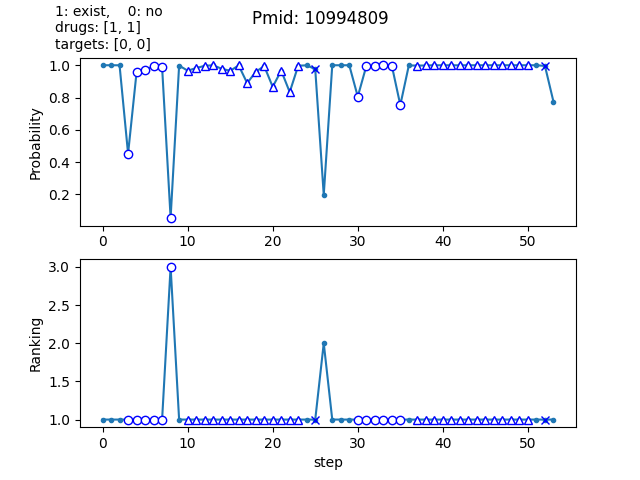 1: exist,    0: no
drugs: [1, 1]
targets: [0, 0]
Pmid: 10994809
Probability
1.0
0.8
0.6
0.4
0.2
0 10 20 30 40 50
Ranking
3.0
2.5
2.0
1.5
1.0
0 10 20 30 40 50
step